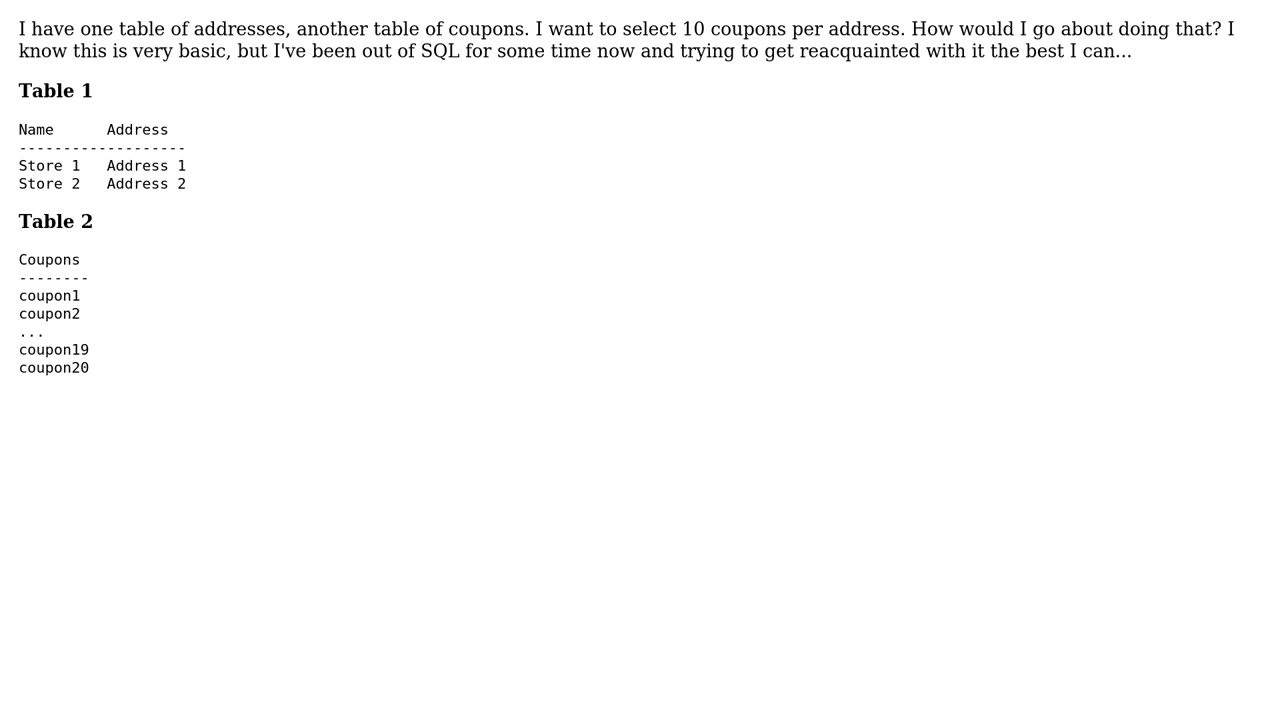 I have one table of addresses, another table of coupons. I want to select 10 coupons per address. How would I go about doing that? I
know this is very basic, but I've been out of SQL for some time now and trying to get reacquainted with it the best I can...
Table 1
Name      Address
-------------------
Store 1   Address 1
Store 2   Address 2
Table 2
Coupons
--------
coupon1
coupon2
...
coupon19
coupon20